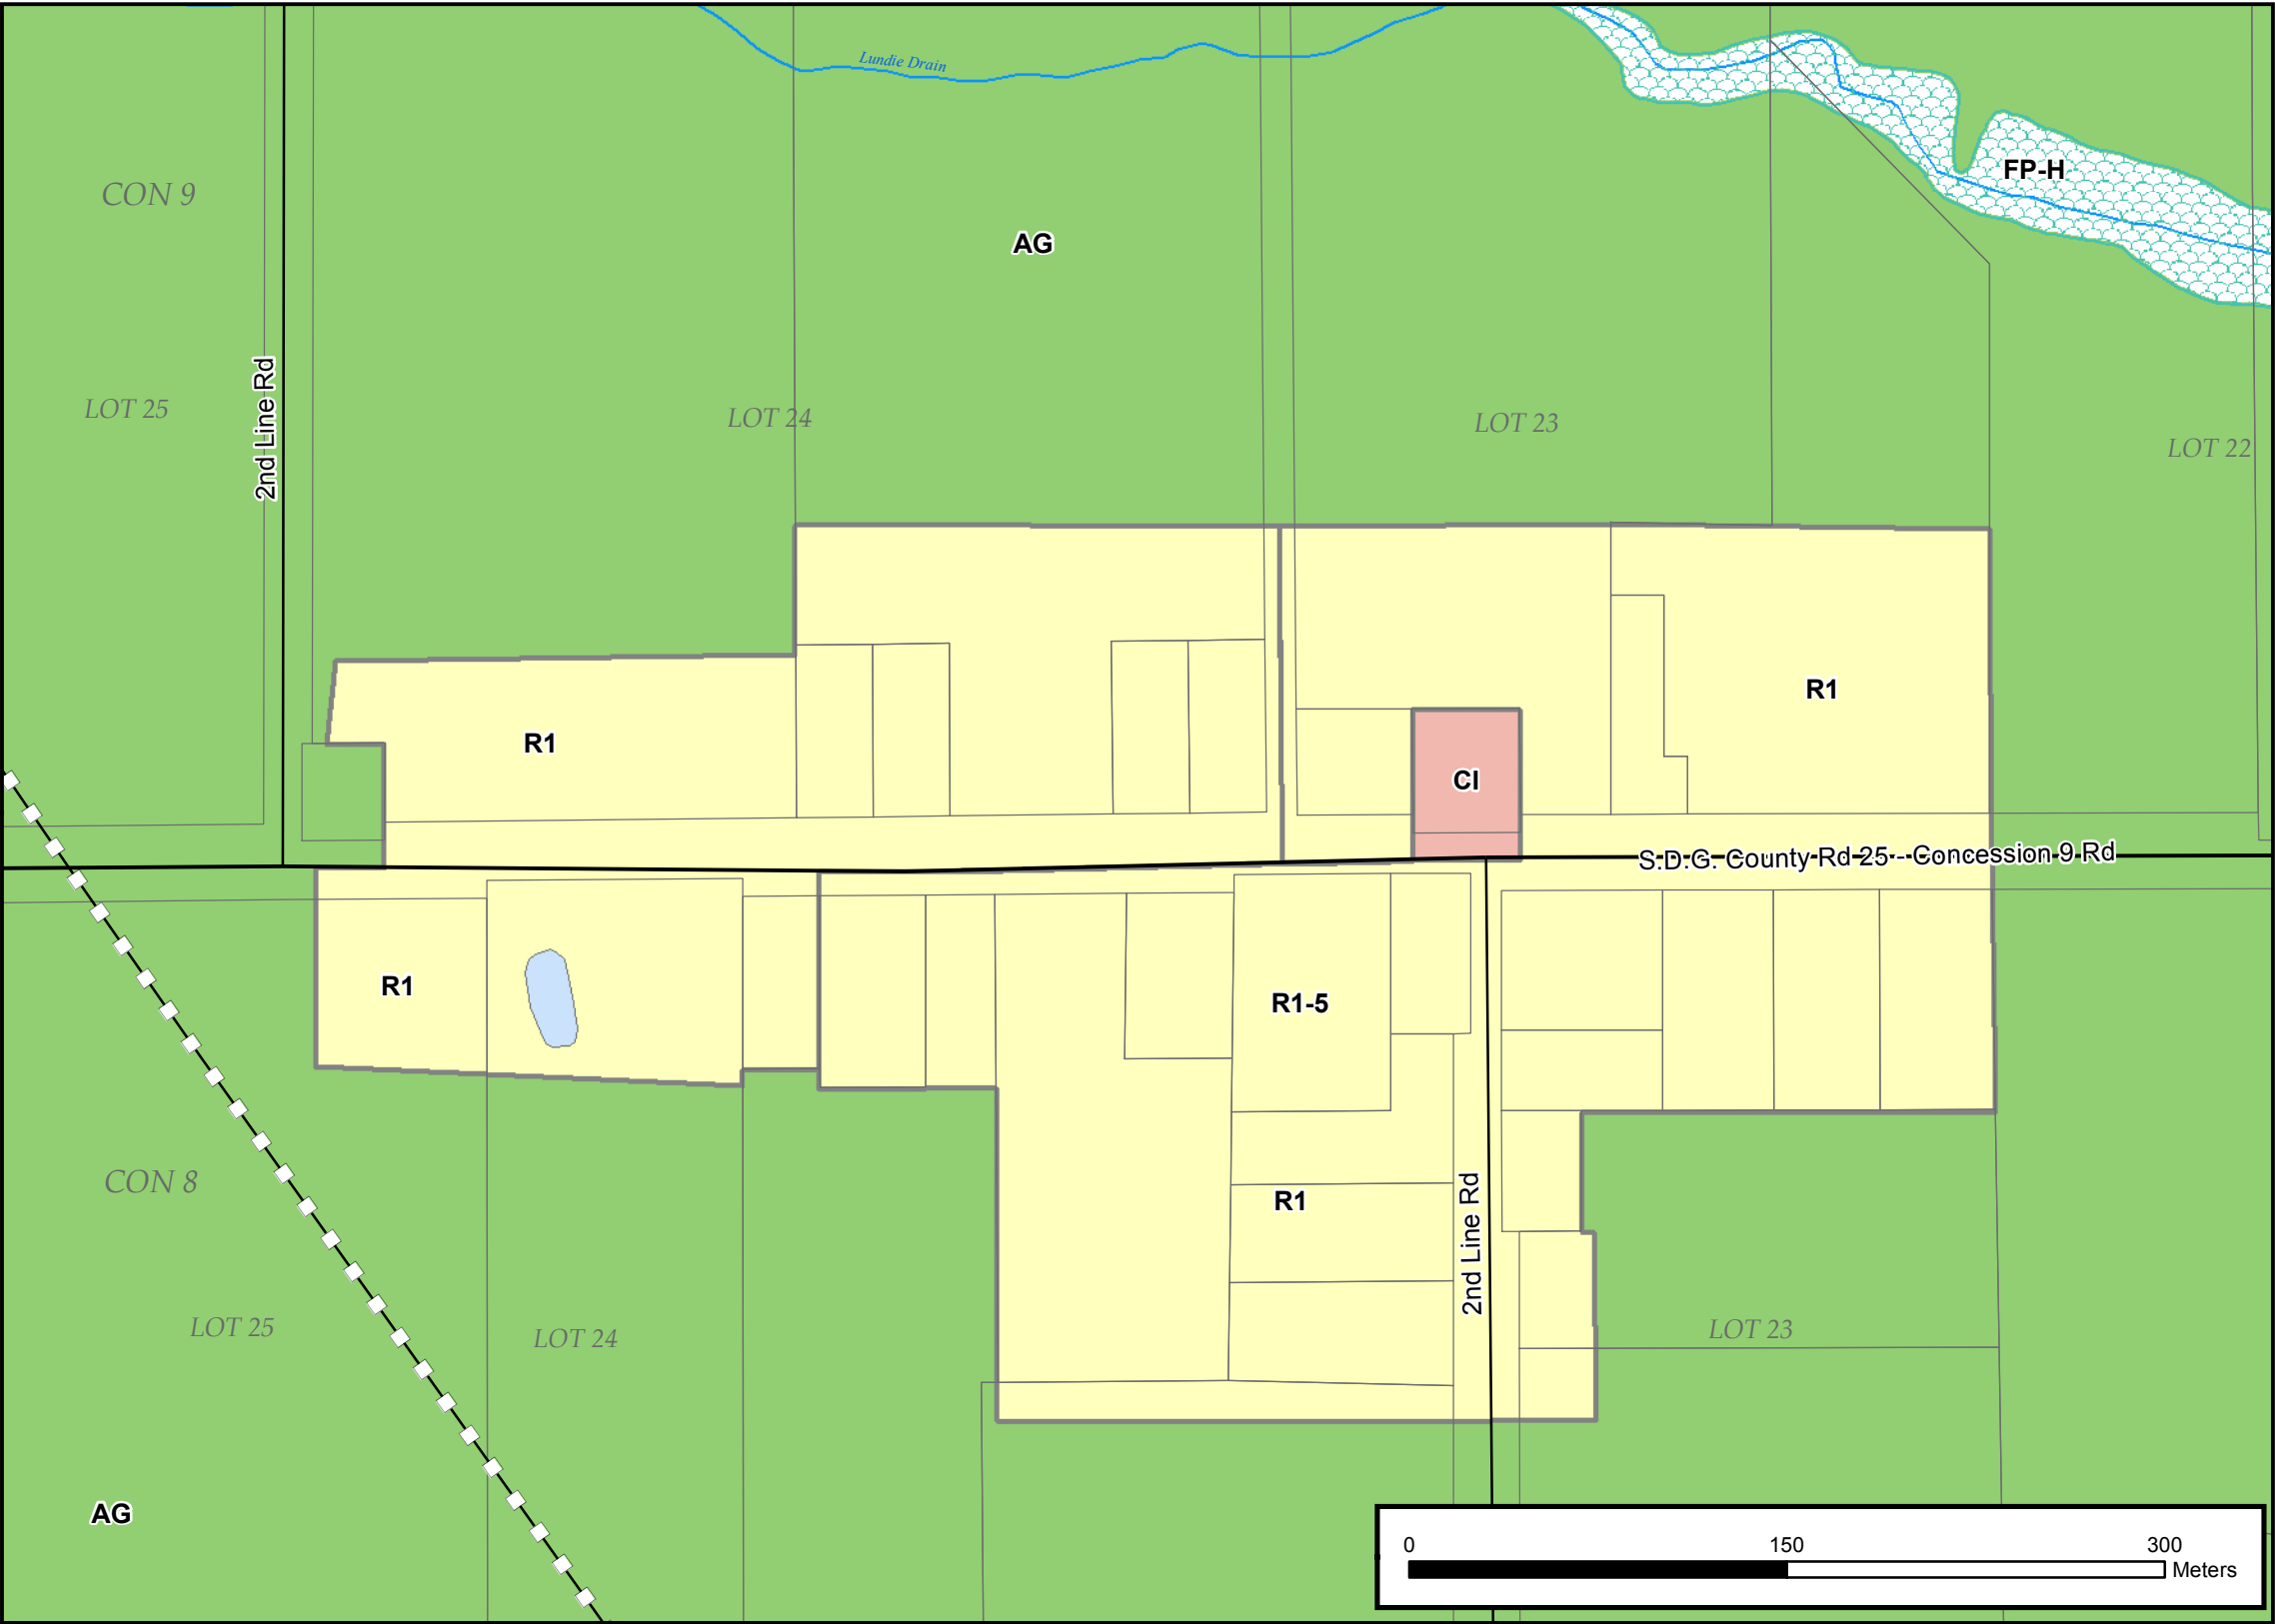 Lundie Drain
FP-H
CON 9
AG
2nd Line Rd
LOT 25
LOT 24
LOT 23
LOT 22
R1
R1
CI
S.D.G. County Rd 25 - Concession 9 Rd
R1
R1-5
CON 8
R1
2nd Line Rd
LOT 25
LOT 24
LOT 23
AG
0 150 300
Meters